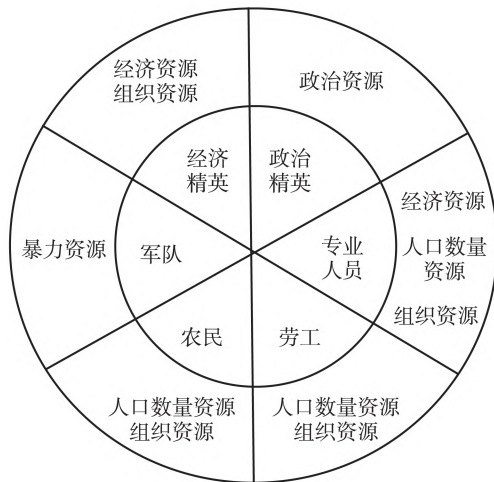 经济资源
组织资源
政治资源
经济
精英
政治
精英
经济资源
人口数量
资源
组织资源
暴力资源
军队
专业
人员
农民
劳工
人口数量资源
组织资源
人口数量资源
组织资源